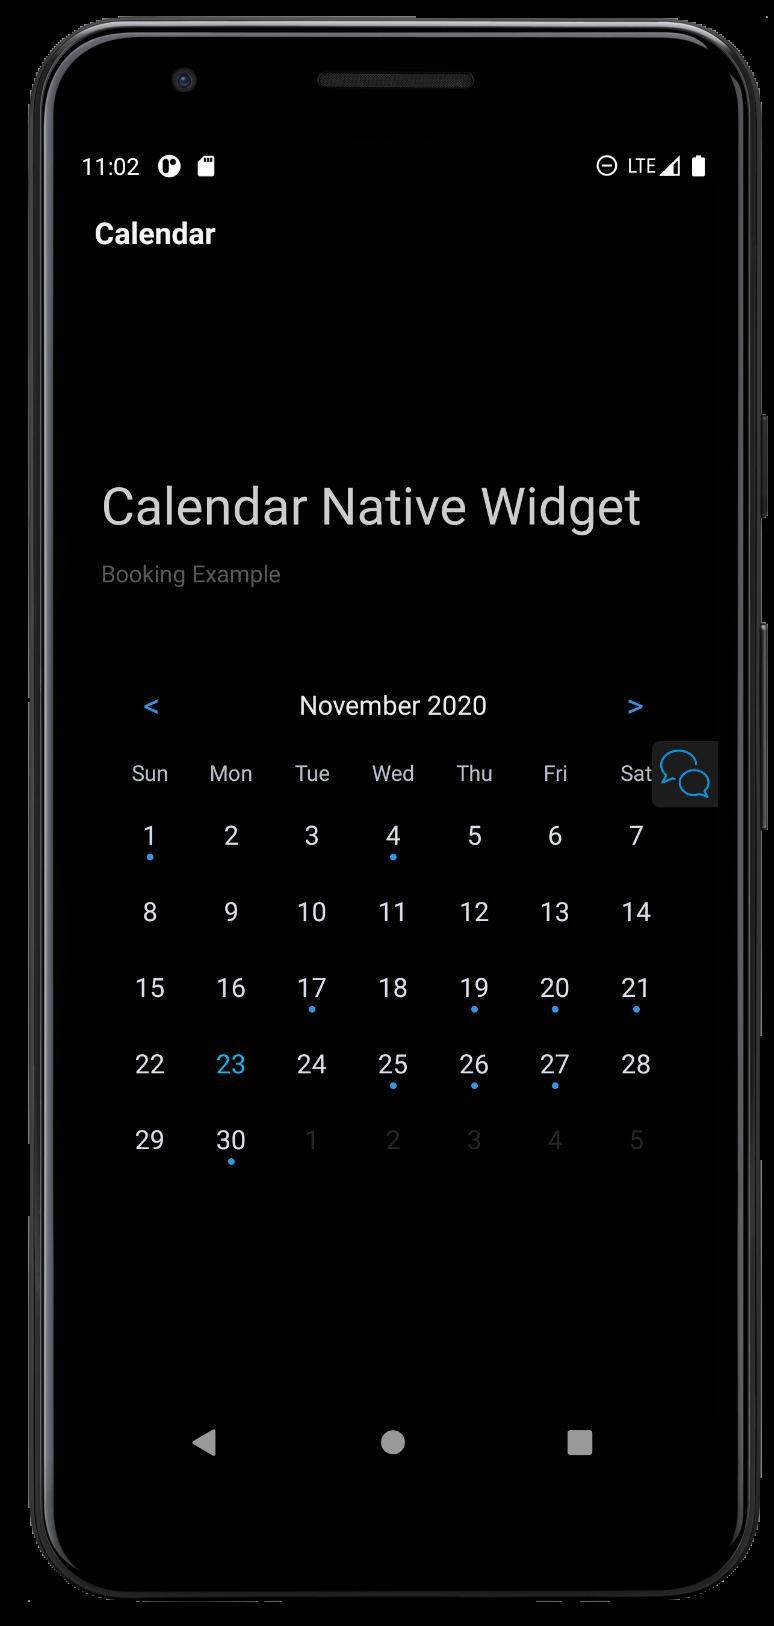 11:02 LTE
Calendar
Calendar Native Widget
Booking Example
< November 2020 >
Sun Mon Tue Wed Thu Fri Sat
1 2 3 4 5 6 7
8 9 10 11 12 13 14
15 16 17 18 19 20 21
22 23 24 25 26 27 28
29 30 1 2 3 4 5